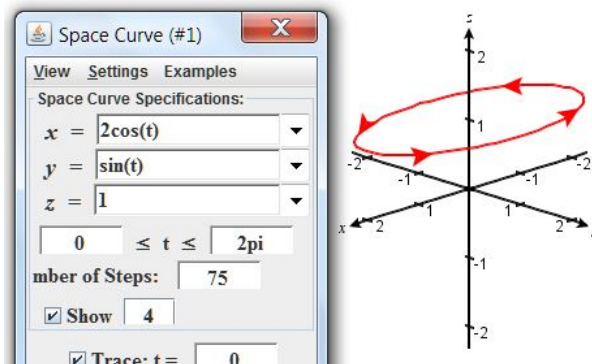 Space Curve (#1) X
View Settings Examples
Space Curve Specifications:
x = 2cos(t)
y = sin(t)
z = 1
0 ≤ t ≤ 2pi
mber of Steps: 75
Show 4
Trace: t = 0
2
1
-2 -2
-1 -1
x 2 1 1 2
-1
-2